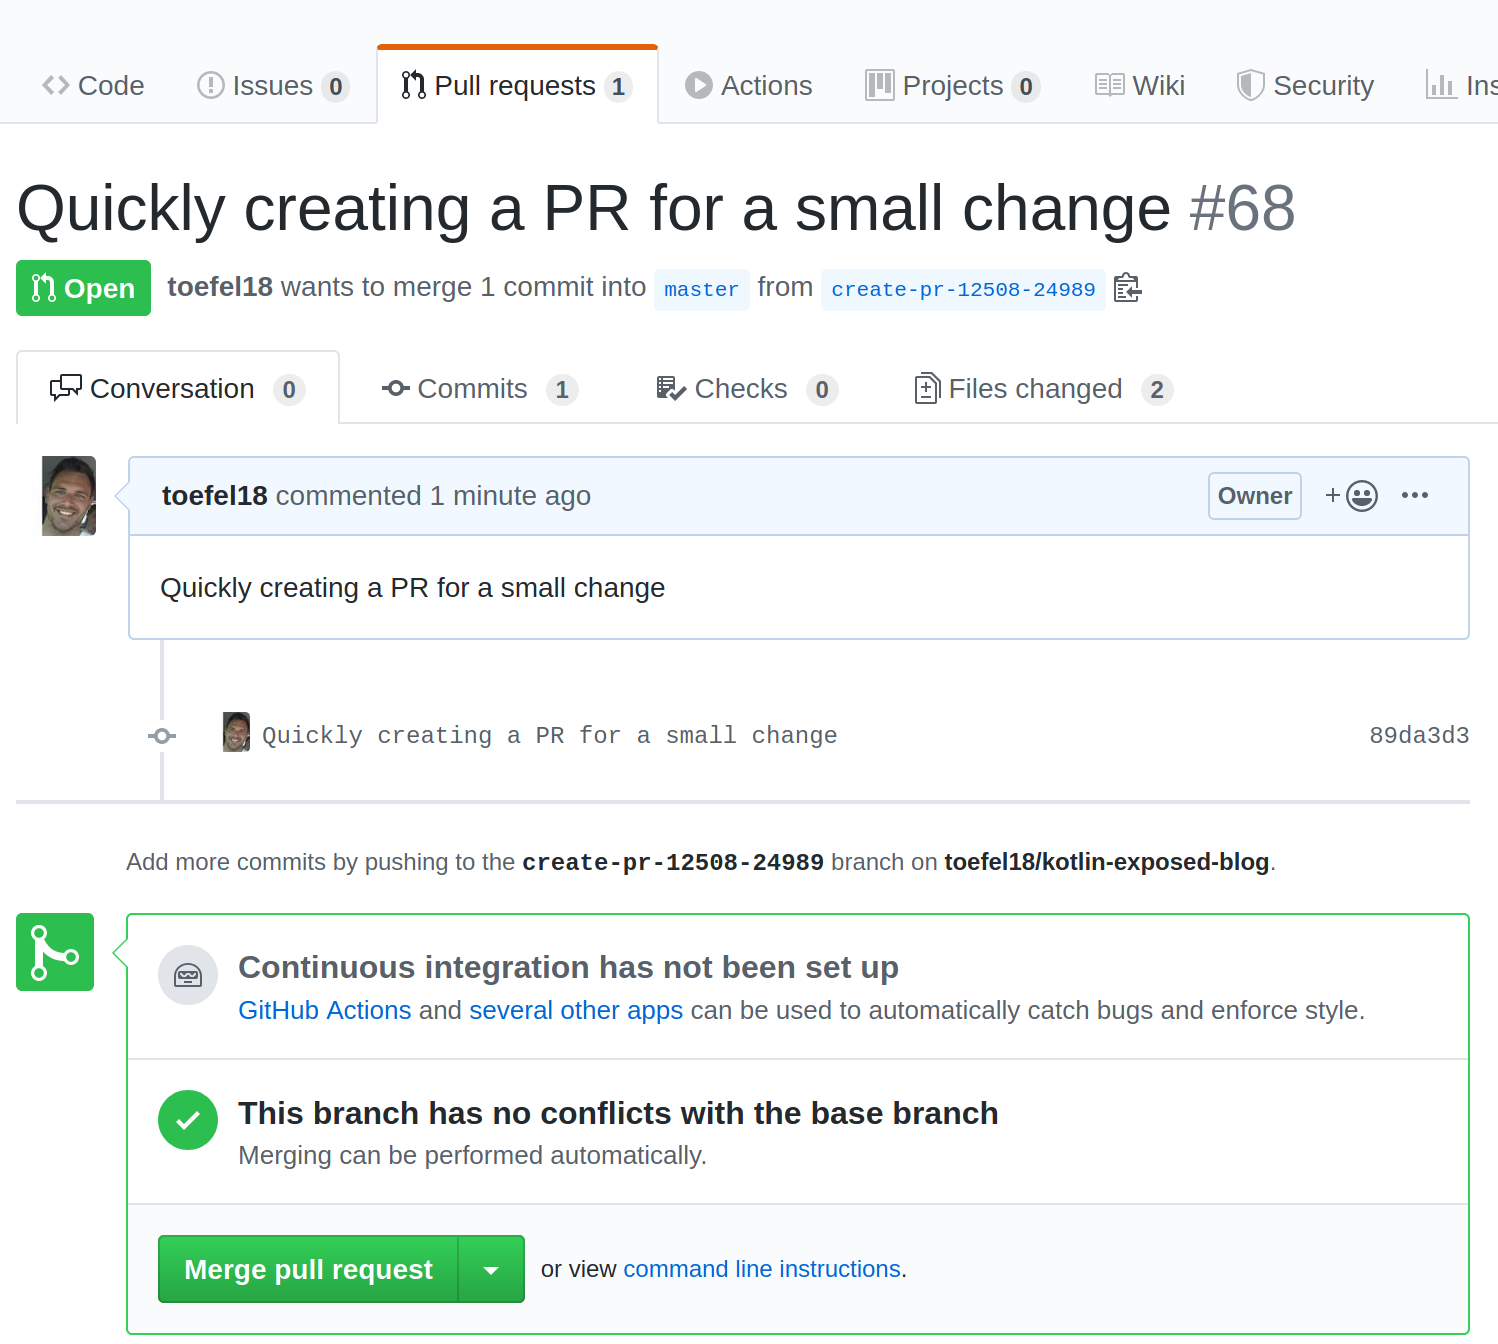 Code Issues 0 Pull requests 1 Actions Projects 0 Wiki Security Ins
Quickly creating a PR for a small change #68
Open toefel18 wants to merge 1 commit into master from create-pr-12508-24989
Conversation 0 Commits 1 Checks 0 Files changed 2
toefel18 commented 1 minute ago Owner +
Quickly creating a PR for a small change
Quickly creating a PR for a small change 89da3d3
Add more commits by pushing to the create-pr-12508-24989 branch on toefel18/kotlin-exposed-blog.
Continuous integration has not been set up
GitHub Actions and several other apps can be used to automatically catch bugs and enforce style.
This branch has no conflicts with the base branch
Merging can be performed automatically.
Merge pull request or view command line instructions.